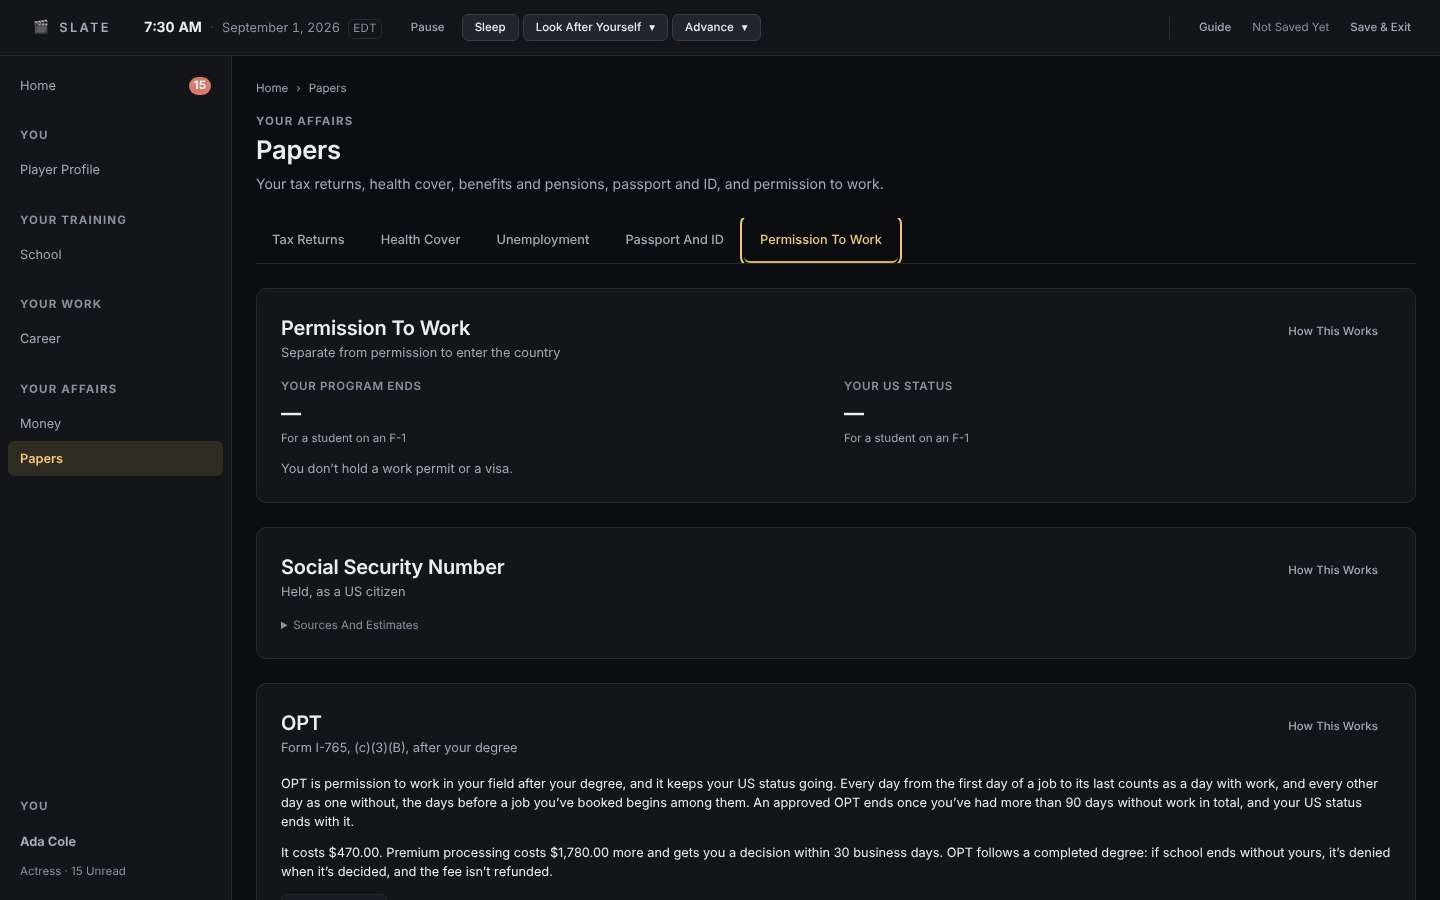 SLATE
7:30 AM · September 1, 2026 EDT
Pause
Sleep
Look After Yourself ▾
Advance ▾
Guide
Not Saved Yet
Save & Exit
Home
15
YOU
Player Profile
YOUR TRAINING
School
YOUR WORK
Career
YOUR AFFAIRS
Money
Papers
YOU
Ada Cole
Actress · 15 Unread
Home › Papers
YOUR AFFAIRS
Papers
Your tax returns, health cover, benefits and pensions, passport and ID, and permission to work.
Tax Returns
Health Cover
Unemployment
Passport And ID
Permission To Work
Permission To Work
How This Works
Separate from permission to enter the country
YOUR PROGRAM ENDS
—
For a student on an F-1
YOUR US STATUS
—
For a student on an F-1
You don’t hold a work permit or a visa.
Social Security Number
How This Works
Held, as a US citizen
▶ Sources And Estimates
OPT
How This Works
Form I-765, (c)(3)(B), after your degree
OPT is permission to work in your field after your degree, and it keeps your US status going. Every day from the first day of a job to its last counts as a day with work, and every other
day as one without, the days before a job you’ve booked begins among them. An approved OPT ends once you’ve had more than 90 days without work in total, and your US status
ends with it.
It costs $470.00. Premium processing costs $1,780.00 more and gets you a decision within 30 business days. OPT follows a completed degree: if school ends without yours, it’s denied
when it’s decided, and the fee isn’t refunded.